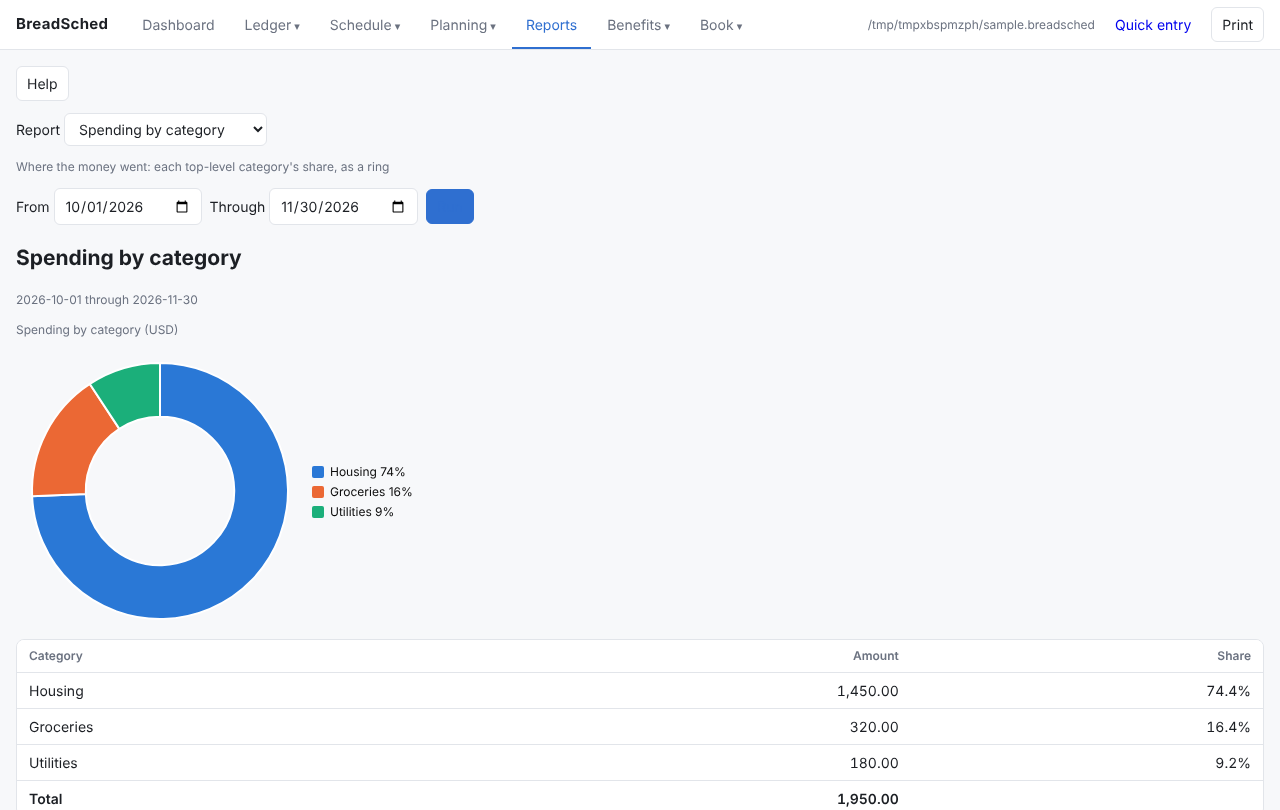 BreadSched Dashboard Ledger ▾ Schedule ▾ Planning ▾ Reports Benefits ▾ Book ▾ /tmp/tmpxbspmzph/sample.breadsched Quick entry Print
Help
Report Spending by category
Where the money went: each top-level category's share, as a ring
From 10/01/2026 Through 11/30/2026
Spending by category
2026-10-01 through 2026-11-30
Spending by category (USD)
Housing 74%
Groceries 16%
Utilities 9%
Category Amount Share
Housing 1,450.00 74.4%
Groceries 320.00 16.4%
Utilities 180.00 9.2%
Total 1,950.00